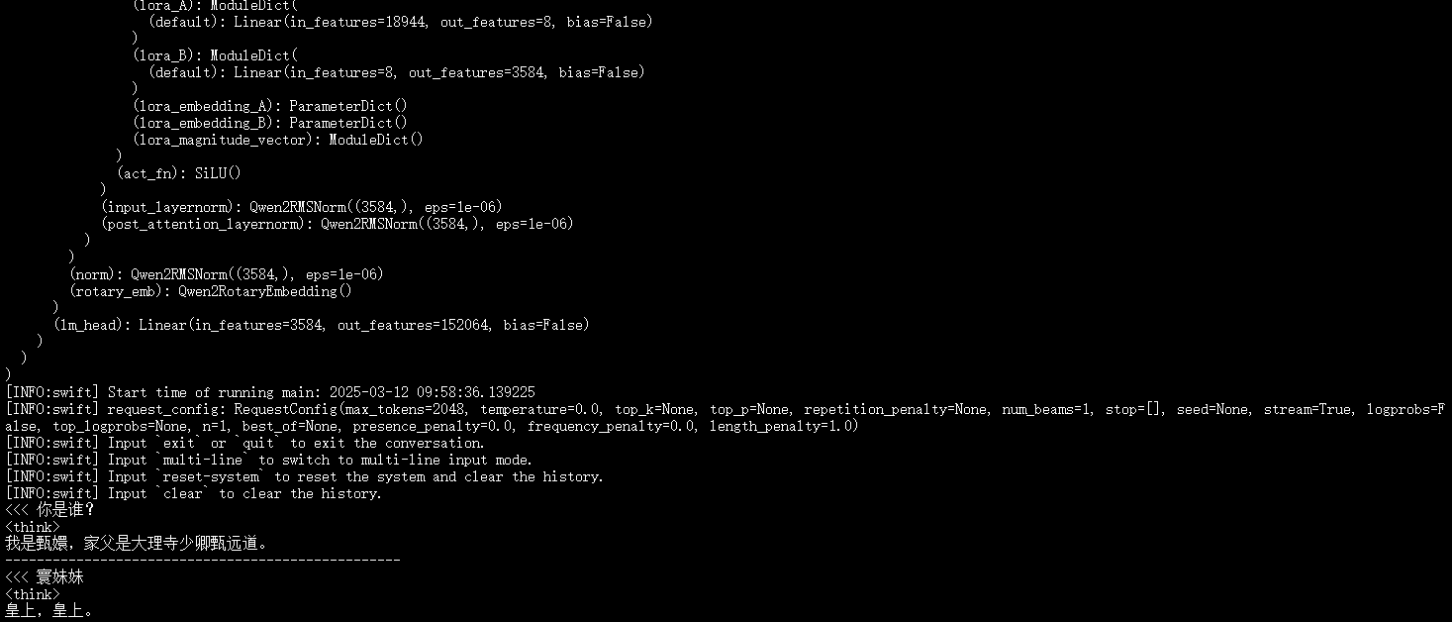 (lora_A): ModuleDict(
(default): Linear(in_features=18944, out_features=8, bias=False)
)
(lora_B): ModuleDict(
(default): Linear(in_features=8, out_features=3584, bias=False)
)
(lora_embedding_A): ParameterDict()
(lora_embedding_B): ParameterDict()
(lora_magnitude_vector): ModuleDict()
)
(act_fn): SiLU()
)
(input_layernorm): Qwen2RMSNorm((3584,), eps=1e-06)
(post_attention_layernorm): Qwen2RMSNorm((3584,), eps=1e-06)
)
)
(norm): Qwen2RMSNorm((3584,), eps=1e-06)
(rotary_emb): Qwen2RotaryEmbedding()
)
(lm_head): Linear(in_features=3584, out_features=152064, bias=False)
)
)
)
[INFO:swift] Start time of running main: 2025-03-12 09:58:36.139225
[INFO:swift] request_config: RequestConfig(max_tokens=2048, temperature=0.0, top_k=None, top_p=None, repetition_penalty=None, num_beams=1, stop=[], seed=None, stream=True, logprobs=F
alse, top_logprobs=None, n=1, best_of=None, presence_penalty=0.0, frequency_penalty=0.0, length_penalty=1.0)
[INFO:swift] Input `exit` or `quit` to exit the conversation.
[INFO:swift] Input `multi-line` to switch to multi-line input mode.
[INFO:swift] Input `reset-system` to reset the system and clear the history.
[INFO:swift] Input `clear` to clear the history.
<<< 你是谁？
<think>
我是甄嬛，家父是大理寺少卿甄远道。
--------------------------------------------------
<<< 寰妹妹
<think>
皇上，皇上。